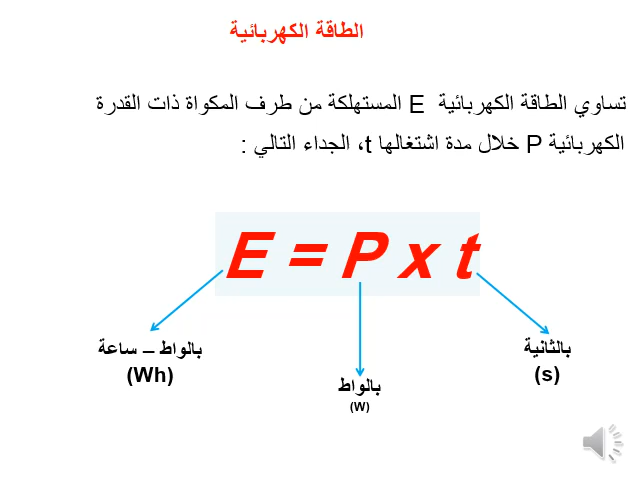 الطاقة الكهربائية
تساوي الطاقة الكهربائية E المستهلكة من طرف المكواة ذات القدرة
الكهربائية P خلال مدة اشتغالها t، الجداء التالي :
E = P x t
بالواط – ساعة
(Wh)
بالواط
(W)
بالثانية
(s)